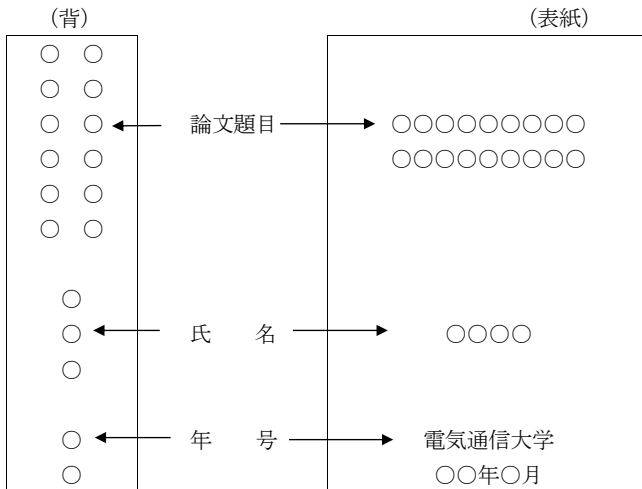 （背）
（表紙）
○ ○
○ ○
○ ○ 論文題目 ○○○○○○○○○
○ ○ ○○○○○○○○○
○ ○
○ ○
○
○ 氏 名 ○○○○
○
○ 年 号 電気通信大学
○ ○○年○月